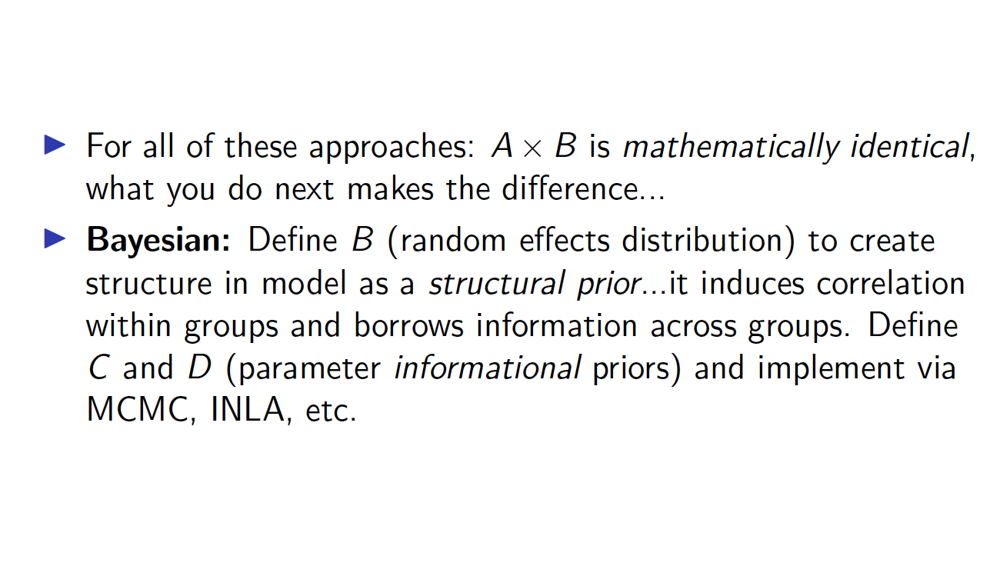 For all of these approaches: A × B is mathematically identical,
what you do next makes the difference...
Bayesian: Define B (random effects distribution) to create
structure in model as a structural prior...it induces correlation
within groups and borrows information across groups. Define
C and D (parameter informational priors) and implement via
MCMC, INLA, etc.